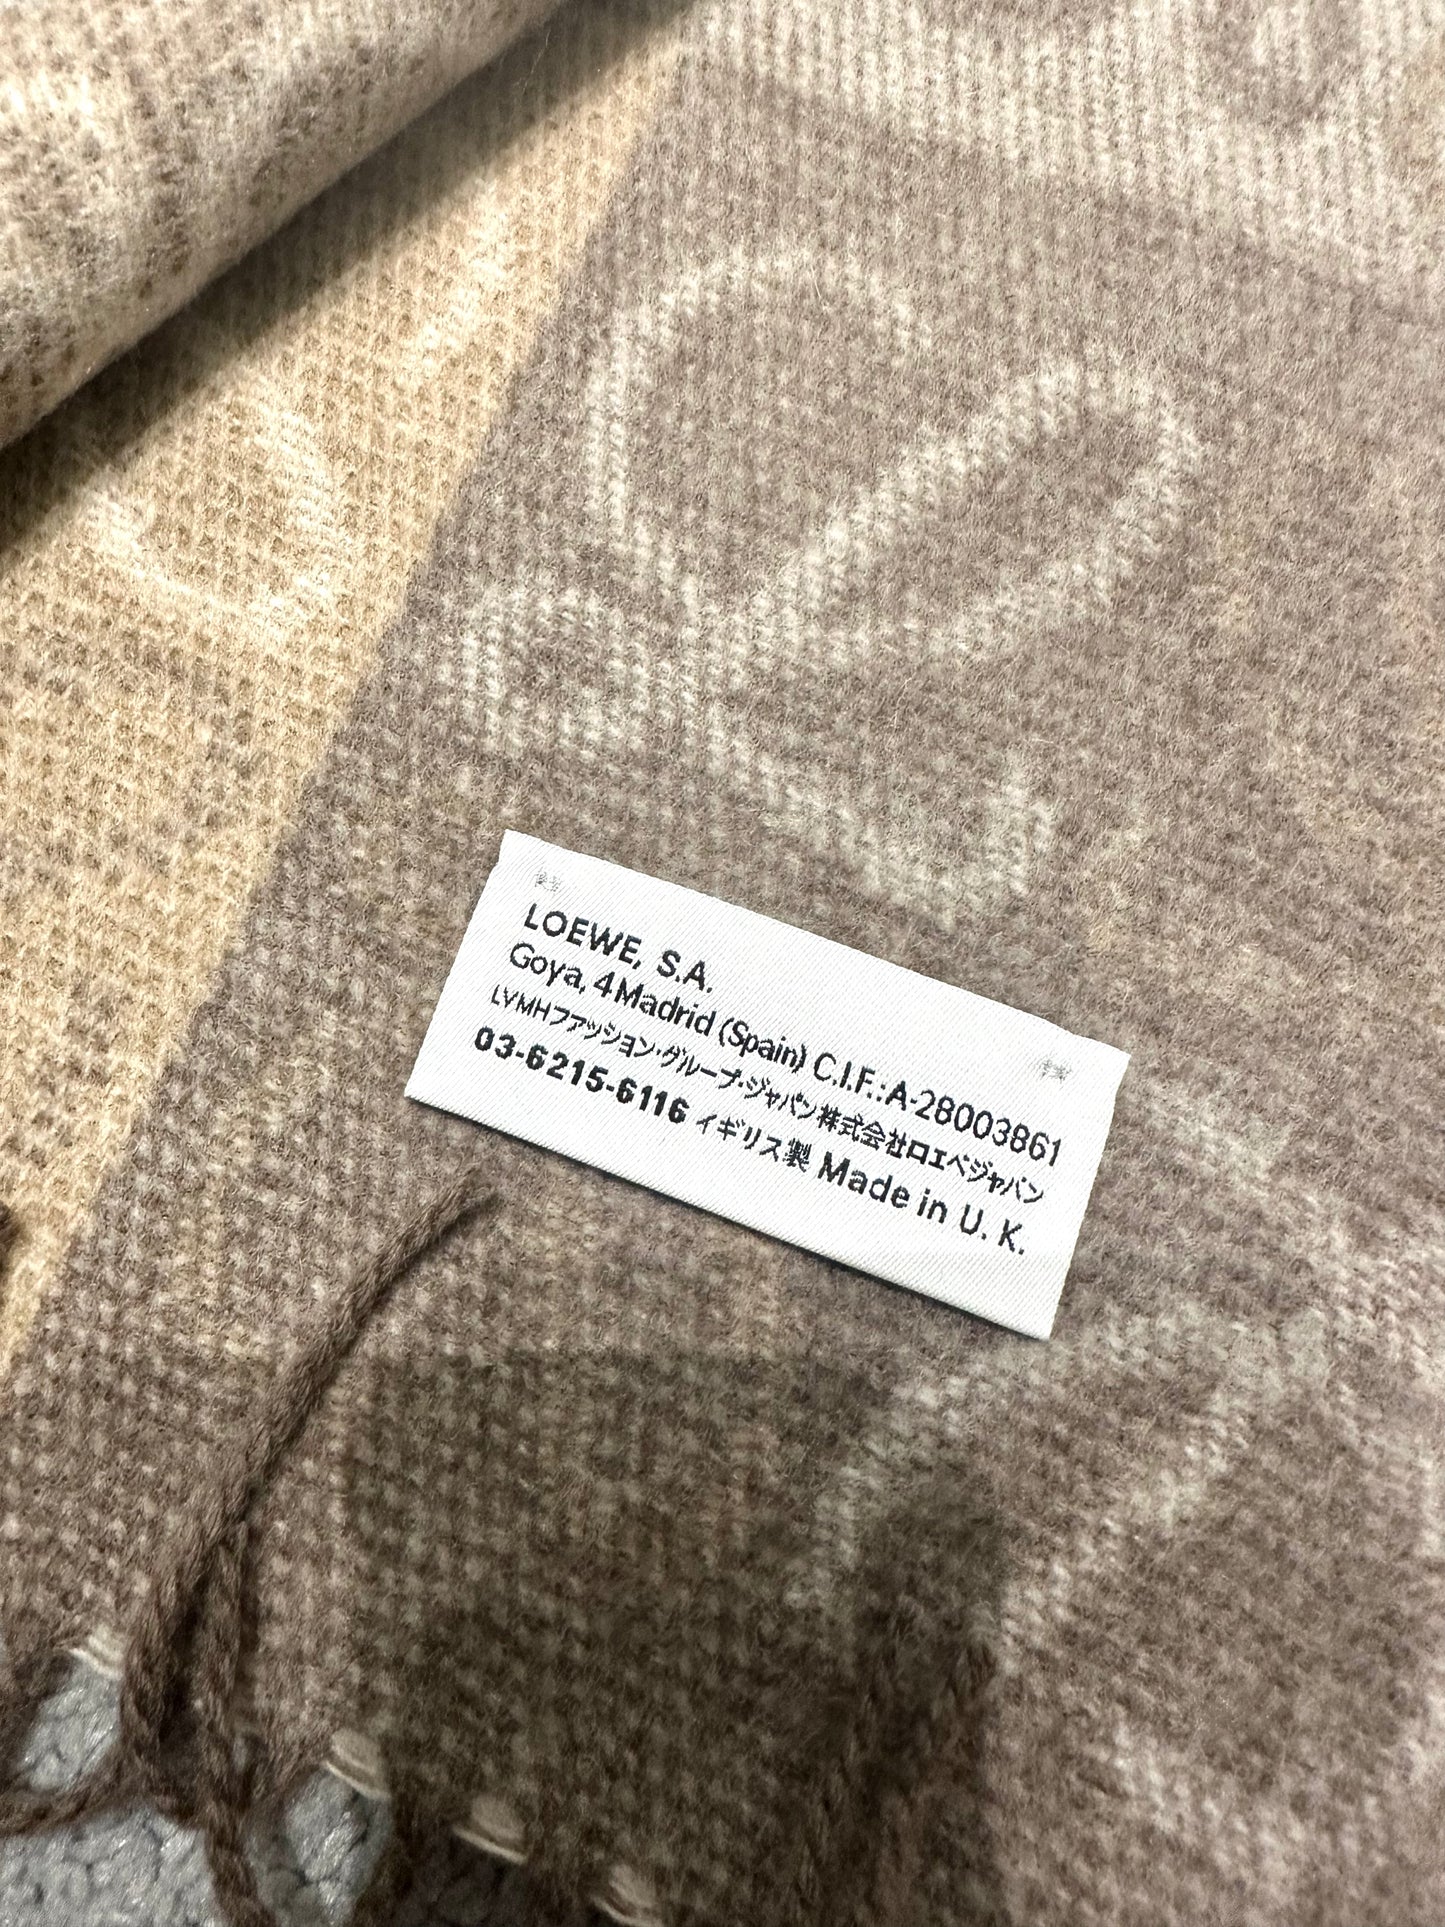 LOEWE, S.A.
Goya, 4 Madrid (Spain) C.I.F.: A-28003861
LVMHファッション・グループ・ジャパン株式会社ロエベジャパン
03-6215-6116 イギリス製 Made in U. K.